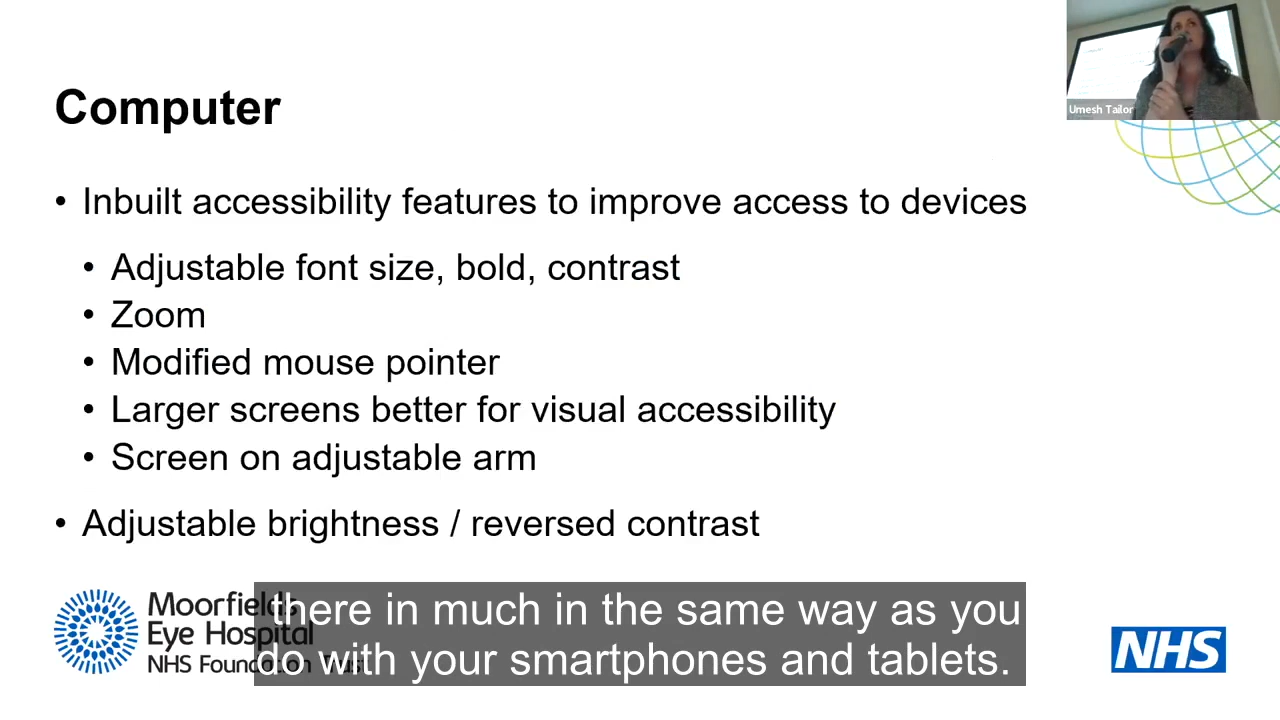 Umesh Tailor
Computer
• Inbuilt accessibility features to improve access to devices
• Adjustable font size, bold, contrast
• Zoom
• Modified mouse pointer
• Larger screens better for visual accessibility
• Screen on adjustable arm
• Adjustable brightness / reversed contrast
Moorfields
Eye Hospital
NHS Foundation Trust
there in much in the same way as you
do with your smartphones and tablets.
NHS